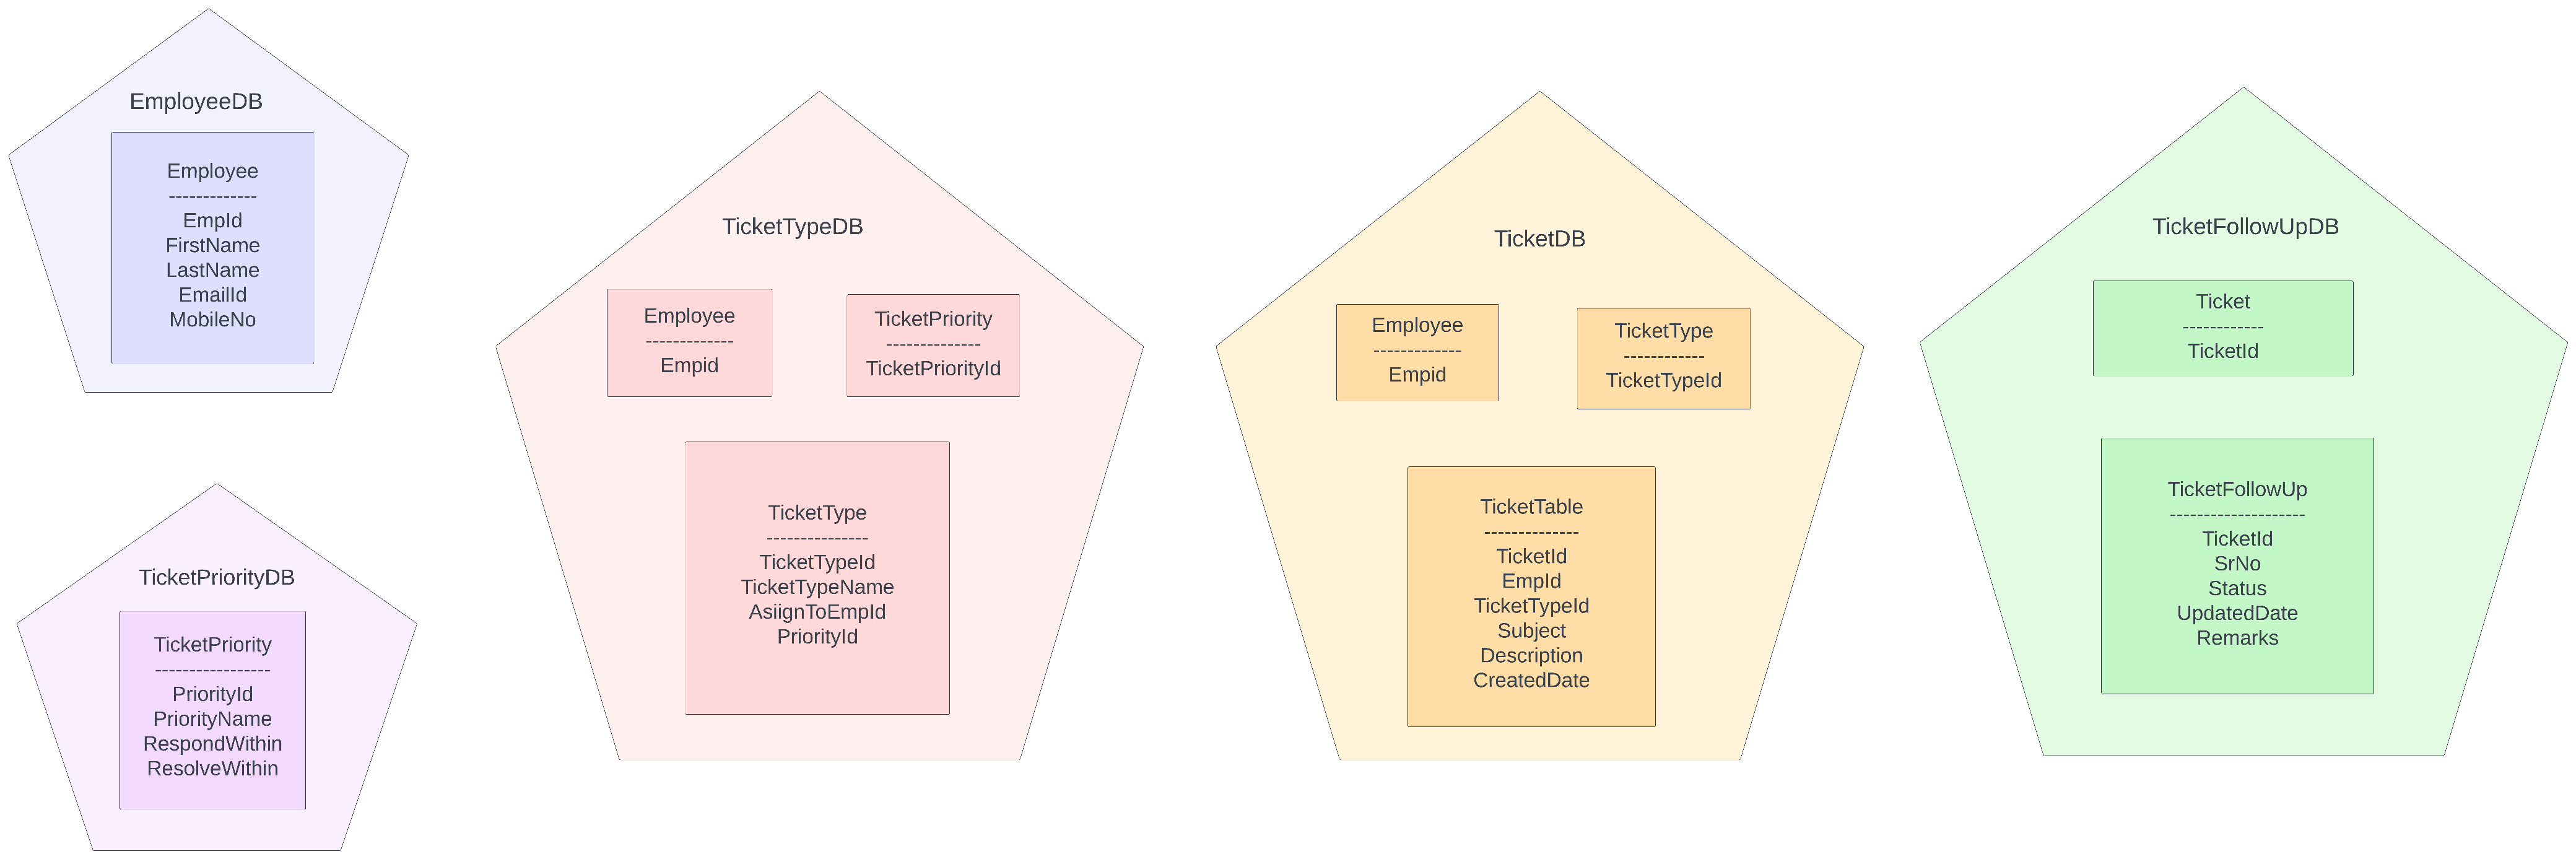 EmployeeDB
Employee
-------------
EmpId
FirstName
LastName
EmailId
MobileNo
TicketPriorityDB
TicketPriority
-----------------
PriorityId
PriorityName
RespondWithin
ResolveWithin
TicketTypeDB
Employee
-------------
Empid
TicketPriority
--------------
TicketPriorityId
TicketType
---------------
TicketTypeId
TicketTypeName
AsiignToEmpId
PriorityId
TicketDB
Employee
-------------
Empid
TicketType
------------
TicketTypeId
TicketTable
--------------
TicketId
EmpId
TicketTypeId
Subject
Description
CreatedDate
TicketFollowUpDB
Ticket
------------
TicketId
TicketFollowUp
--------------------
TicketId
SrNo
Status
UpdatedDate
Remarks